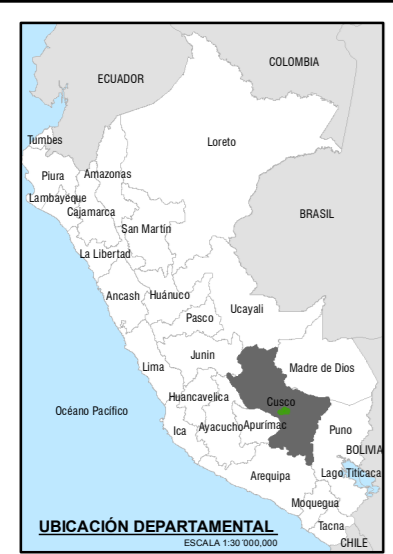 COLOMBIA
ECUADOR
Tumbes
Loreto
Piura
Amazonas
Lambayeque
Cajamarca
San Martín
BRASIL
La Libertad
Ancash
Huánuco
Ucayali
Pasco
Junin
Lima
Madre de Dios
Huancavelica
Cusco
Océano Pacífico
Ica
Ayacucho
Apurímac
Puno
BOLIVIA
Arequipa
Lago Titicaca
Moquegua
UBICACIÓN DEPARTAMENTAL
Tacna
ESCALA 1:30´000,000
CHILE